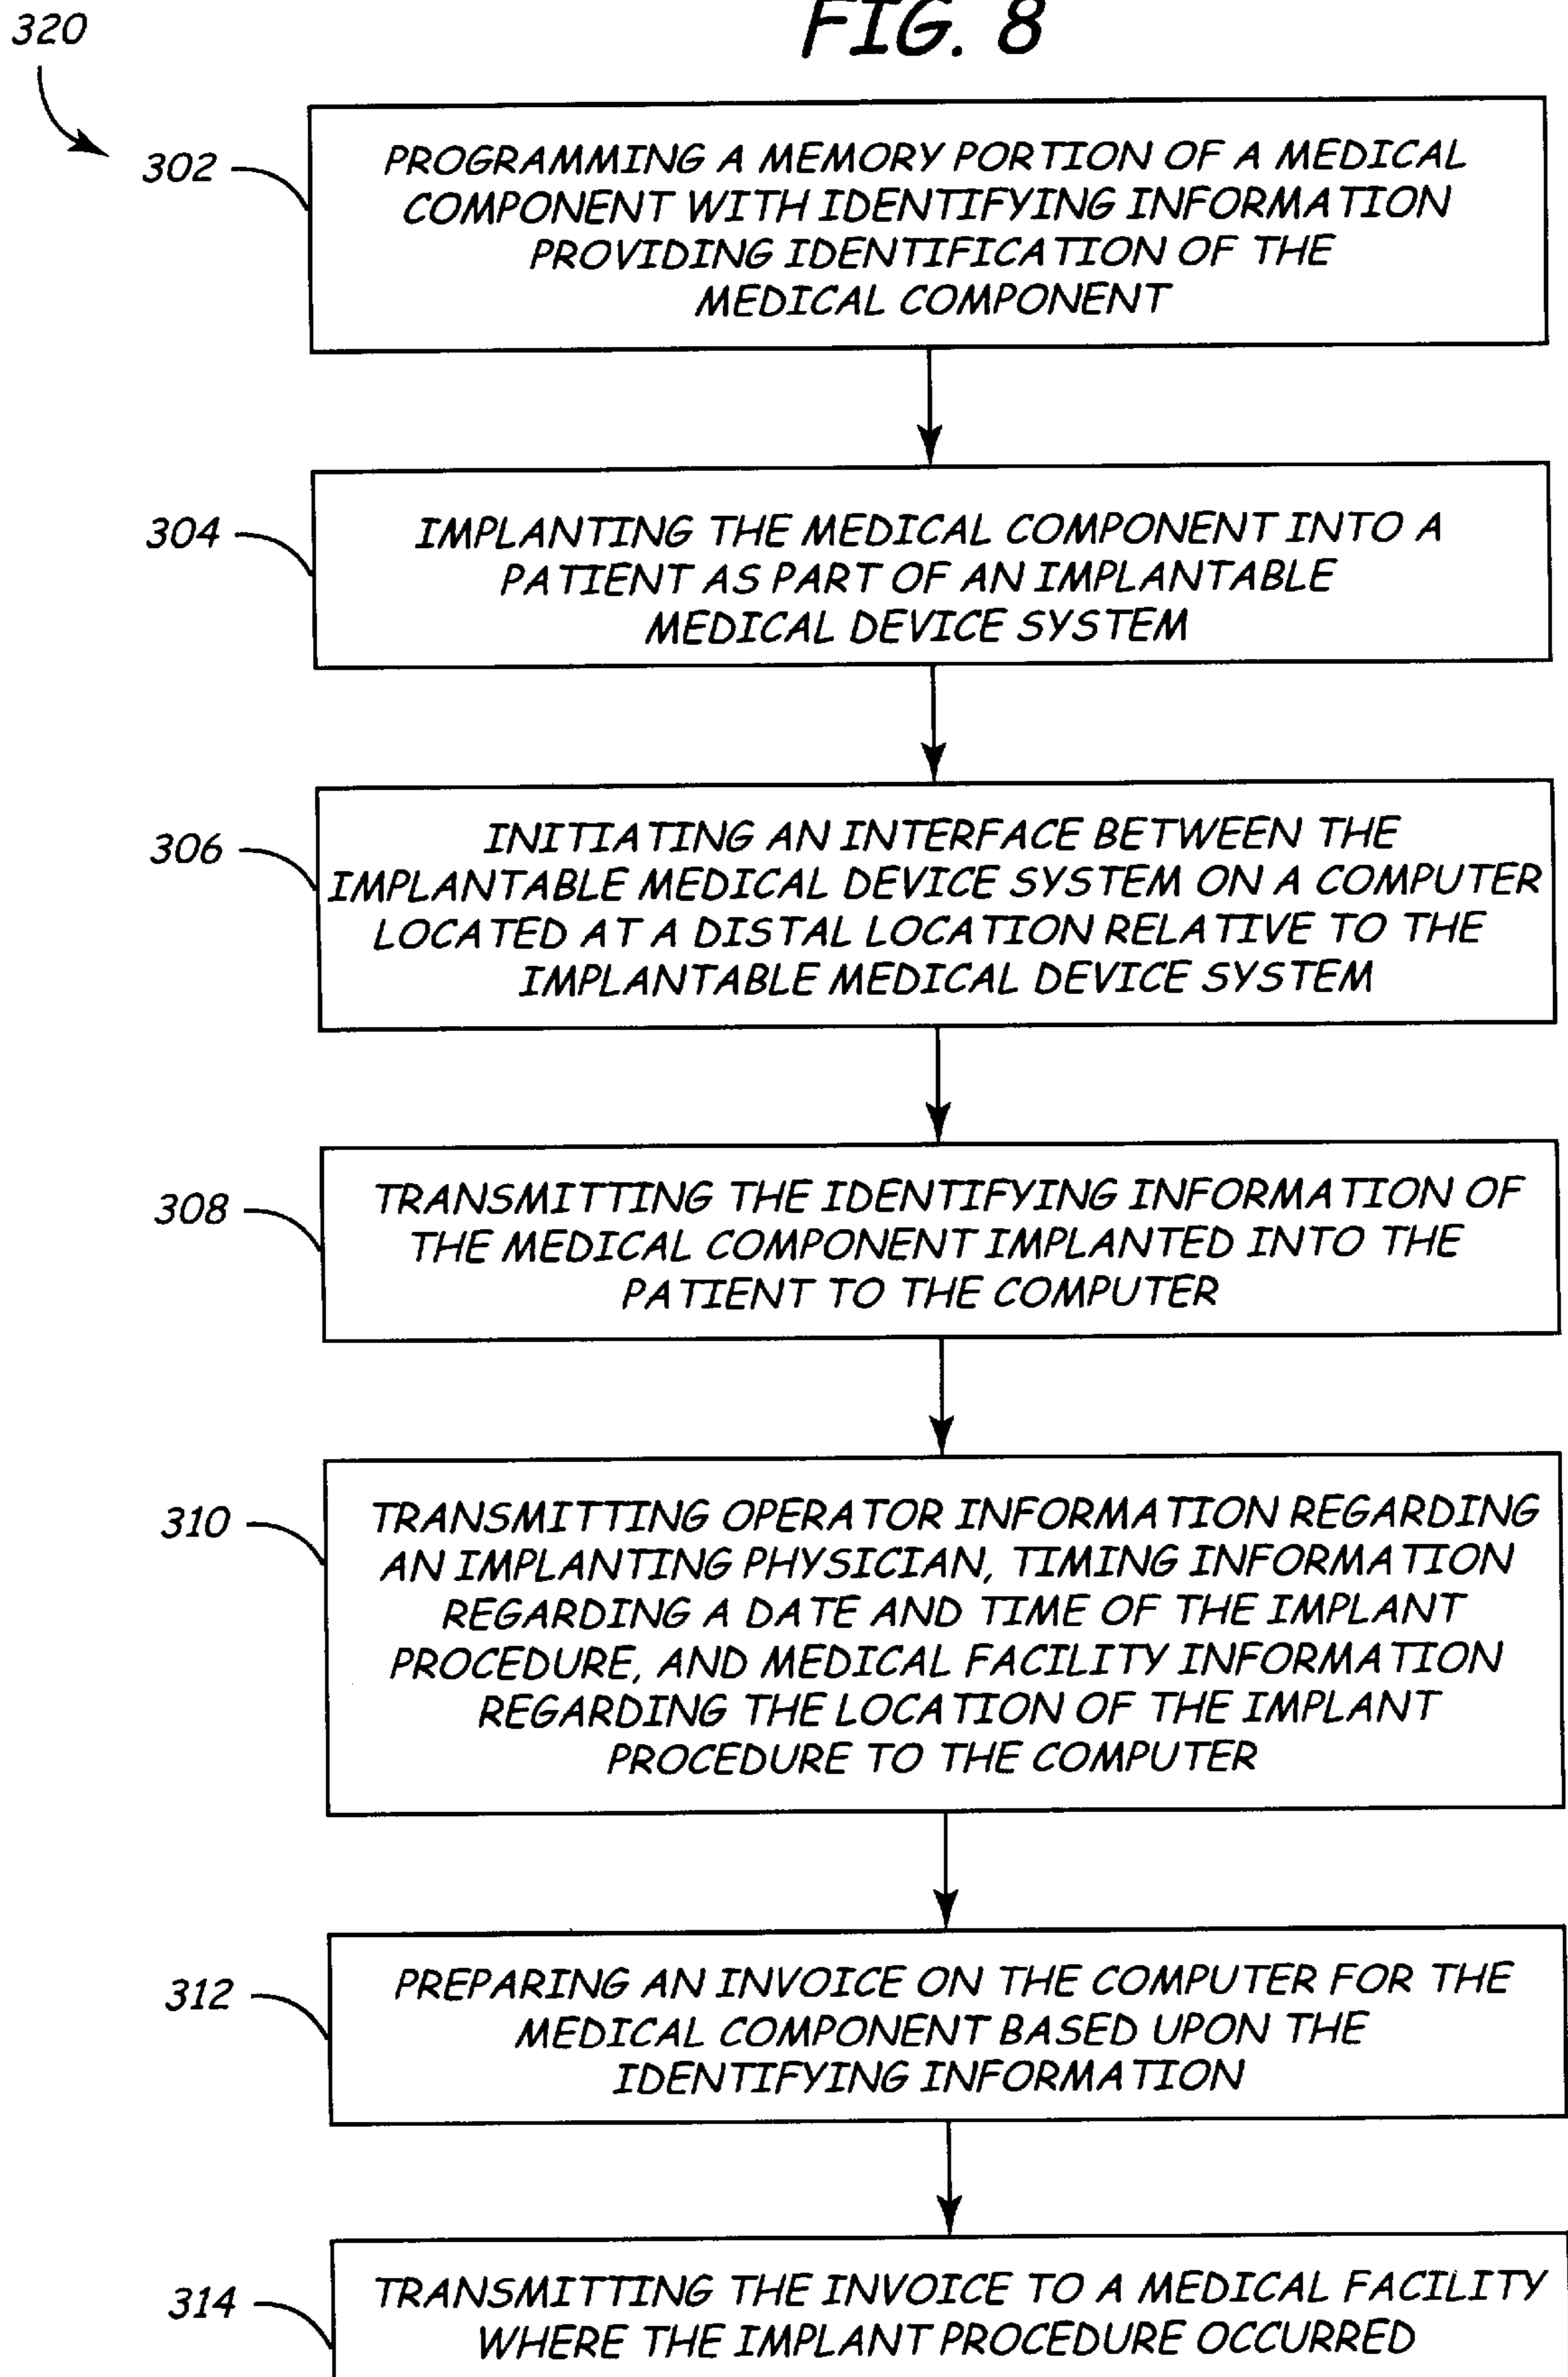 FIG. 8
320
302
PROGRAMMING A MEMORY PORTION OF A MEDICAL
COMPONENT WITH IDENTIFYING INFORMATION
PROVIDING IDENTIFICATION OF THE
MEDICAL COMPONENT
304
IMPLANTING THE MEDICAL COMPONENT INTO A
PATIENT AS PART OF AN IMPLANTABLE
MEDICAL DEVICE SYSTEM
306
INITIATING AN INTERFACE BETWEEN THE
IMPLANTABLE MEDICAL DEVICE SYSTEM ON A COMPUTER
LOCATED AT A DISTAL LOCATION RELATIVE TO THE
IMPLANTABLE MEDICAL DEVICE SYSTEM
308
TRANSMITTING THE IDENTIFYING INFORMATION OF
THE MEDICAL COMPONENT IMPLANTED INTO THE
PATIENT TO THE COMPUTER
310
TRANSMITTING OPERATOR INFORMATION REGARDING
AN IMPLANTING PHYSICIAN, TIMING INFORMATION
REGARDING A DATE AND TIME OF THE IMPLANT
PROCEDURE, AND MEDICAL FACILITY INFORMATION
REGARDING THE LOCATION OF THE IMPLANT
PROCEDURE TO THE COMPUTER
312
PREPARING AN INVOICE ON THE COMPUTER FOR THE
MEDICAL COMPONENT BASED UPON THE
IDENTIFYING INFORMATION
314
TRANSMITTING THE INVOICE TO A MEDICAL FACILITY
WHERE THE IMPLANT PROCEDURE OCCURRED